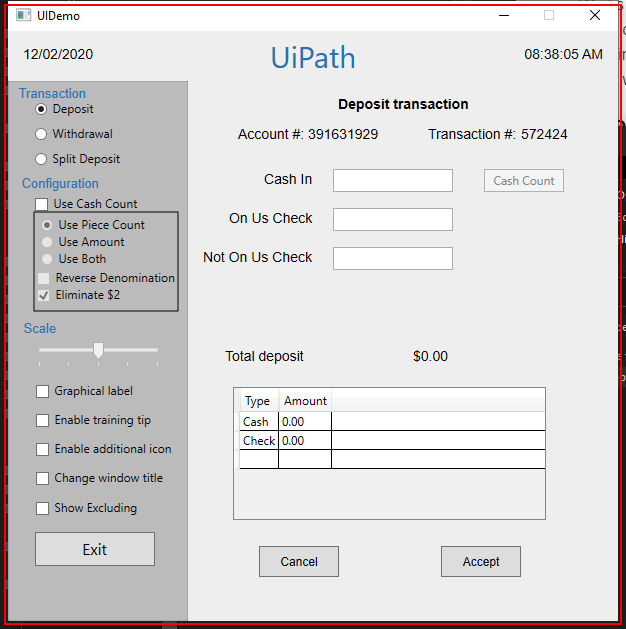 UIDemo
12/02/2020
UiPath
08:38:05 AM
Transaction
Deposit
Withdrawal
Split Deposit
Configuration
Use Cash Count
Use Piece Count
Use Amount
Use Both
Reverse Denomination
Eliminate $2
Scale
Graphical label
Enable training tip
Enable additional icon
Change window title
Show Excluding
Exit
Deposit transaction
Account #: 391631929 Transaction #: 572424
Cash In
Cash Count
On Us Check
Not On Us Check
Total deposit $0.00
Type Amount
Cash 0.00
Check 0.00
Cancel Accept